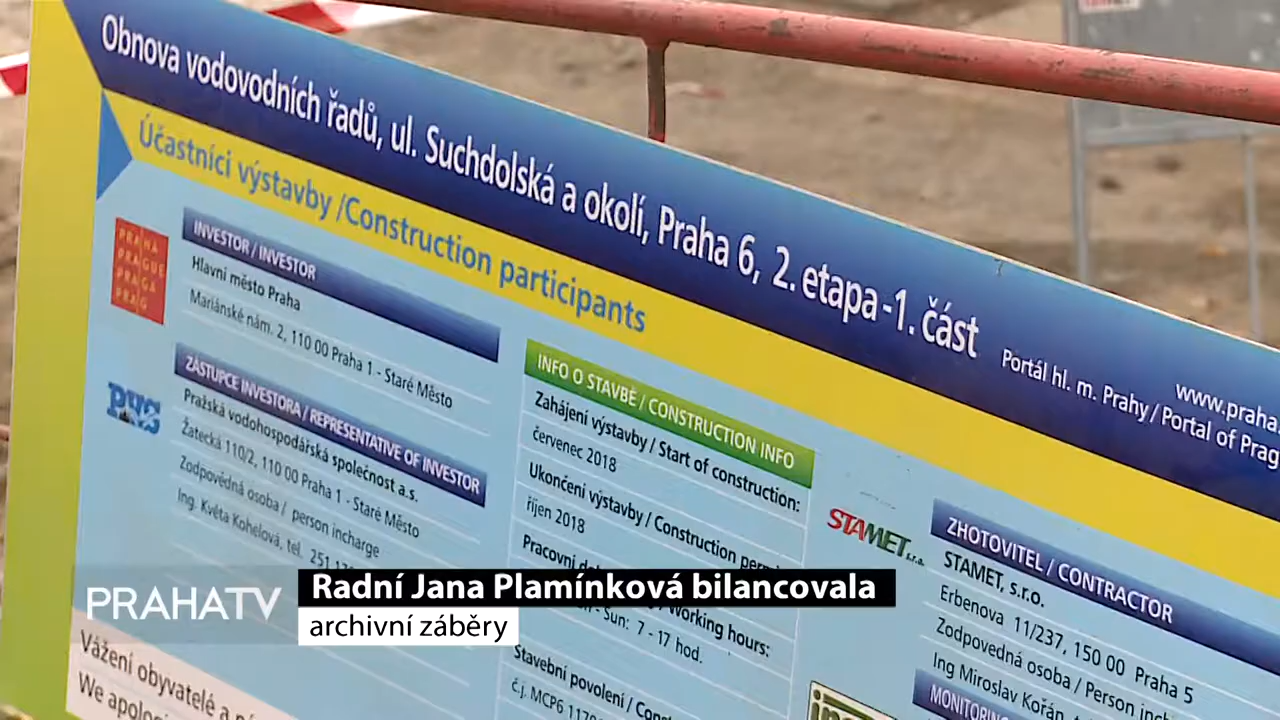 Obnova vodovodních řadů, ul. Suchdolská a okolí, Praha 6, 2. etapa-1. část
www.praha.
Portál hl. m. Prahy / Portal of Prag
Účastníci výstavby /Construction participants
PRAHA
PRAGUE
PRAGA
PRAG
INVESTOR / INVESTOR
Hlavní město Praha
Mariánské nám. 2, 110 00 Praha 1 - Staré Město
PVS
ZÁSTUPCE INVESTORA / REPRESENTATIVE OF INVESTOR
Pražská vodohospodářská společnost a.s.
Žatecká 110/2, 110 00 Praha 1 - Staré Město
Zodpovědná osoba / person incharge
Ing. Květa Kohelová, tel. 251
INFO O STAVBĚ / CONSTRUCTION INFO
Zahájení výstavby / Start of construction:
červenec 2018
Ukončení výstavby / Construction
říjen 2018
Pracovní
Working hours:
- Sun: 7 - 17 hod.
Stavební povolení /
č.j. MCP6
STAMET s.r.o.
ZHOTOVITEL / CONTRACTOR
STAMET, s.r.o.
Erbenova 11/237, 150 00 Praha 5
Zodpovědná osoba / Person
Ing Miroslav Kořán
MONITORING
Vážení obyvatelé a
We
PRAHATV
Radní Jana Plamínková bilancovala
archivní záběry